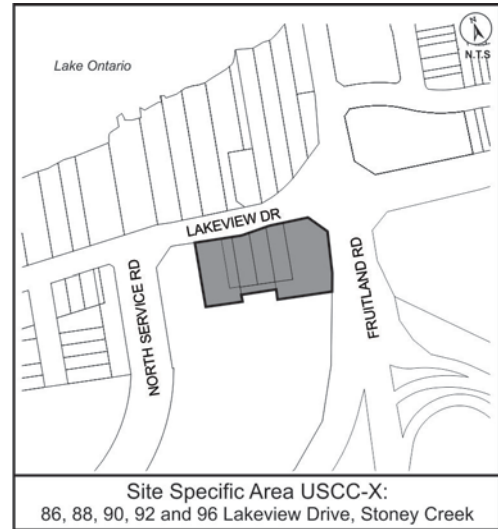 N
N.T.S
Lake Ontario
LAKEVIEW DR
NORTH SERVICE RD
FRUITLAND RD
Site Specific Area USCC-X:
86, 88, 90, 92 and 96 Lakeview Drive, Stoney Creek